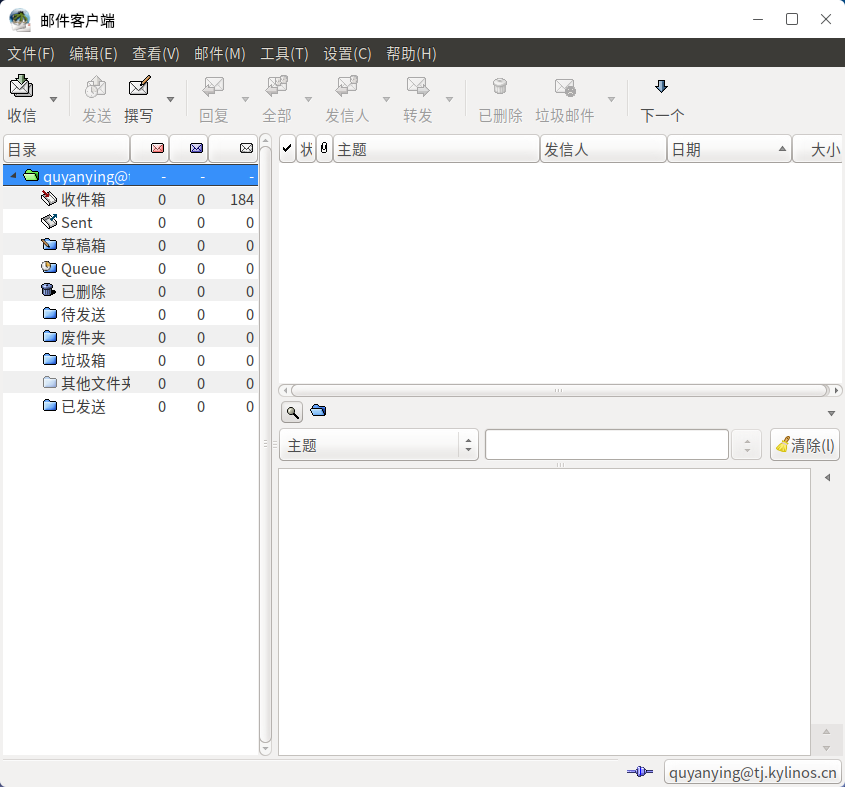 邮件客户端
文件(F) 编辑(E) 查看(V) 邮件(M) 工具(T) 设置(C) 帮助(H)
收信 发送 撰写 回复 全部 发信人 转发 已删除 垃圾邮件 下一个
目录 状 主题 发信人 日期 大小
quyanying@ - - -
收件箱 0 0 184
Sent 0 0 0
草稿箱 0 0 0
Queue 0 0 0
已删除 0 0 0
待发送 0 0 0
废件夹 0 0 0
垃圾箱 0 0 0
其他文件夹 0 0 0
已发送 0 0 0
主题 清除(I)
quyanying@tj.kylinos.cn